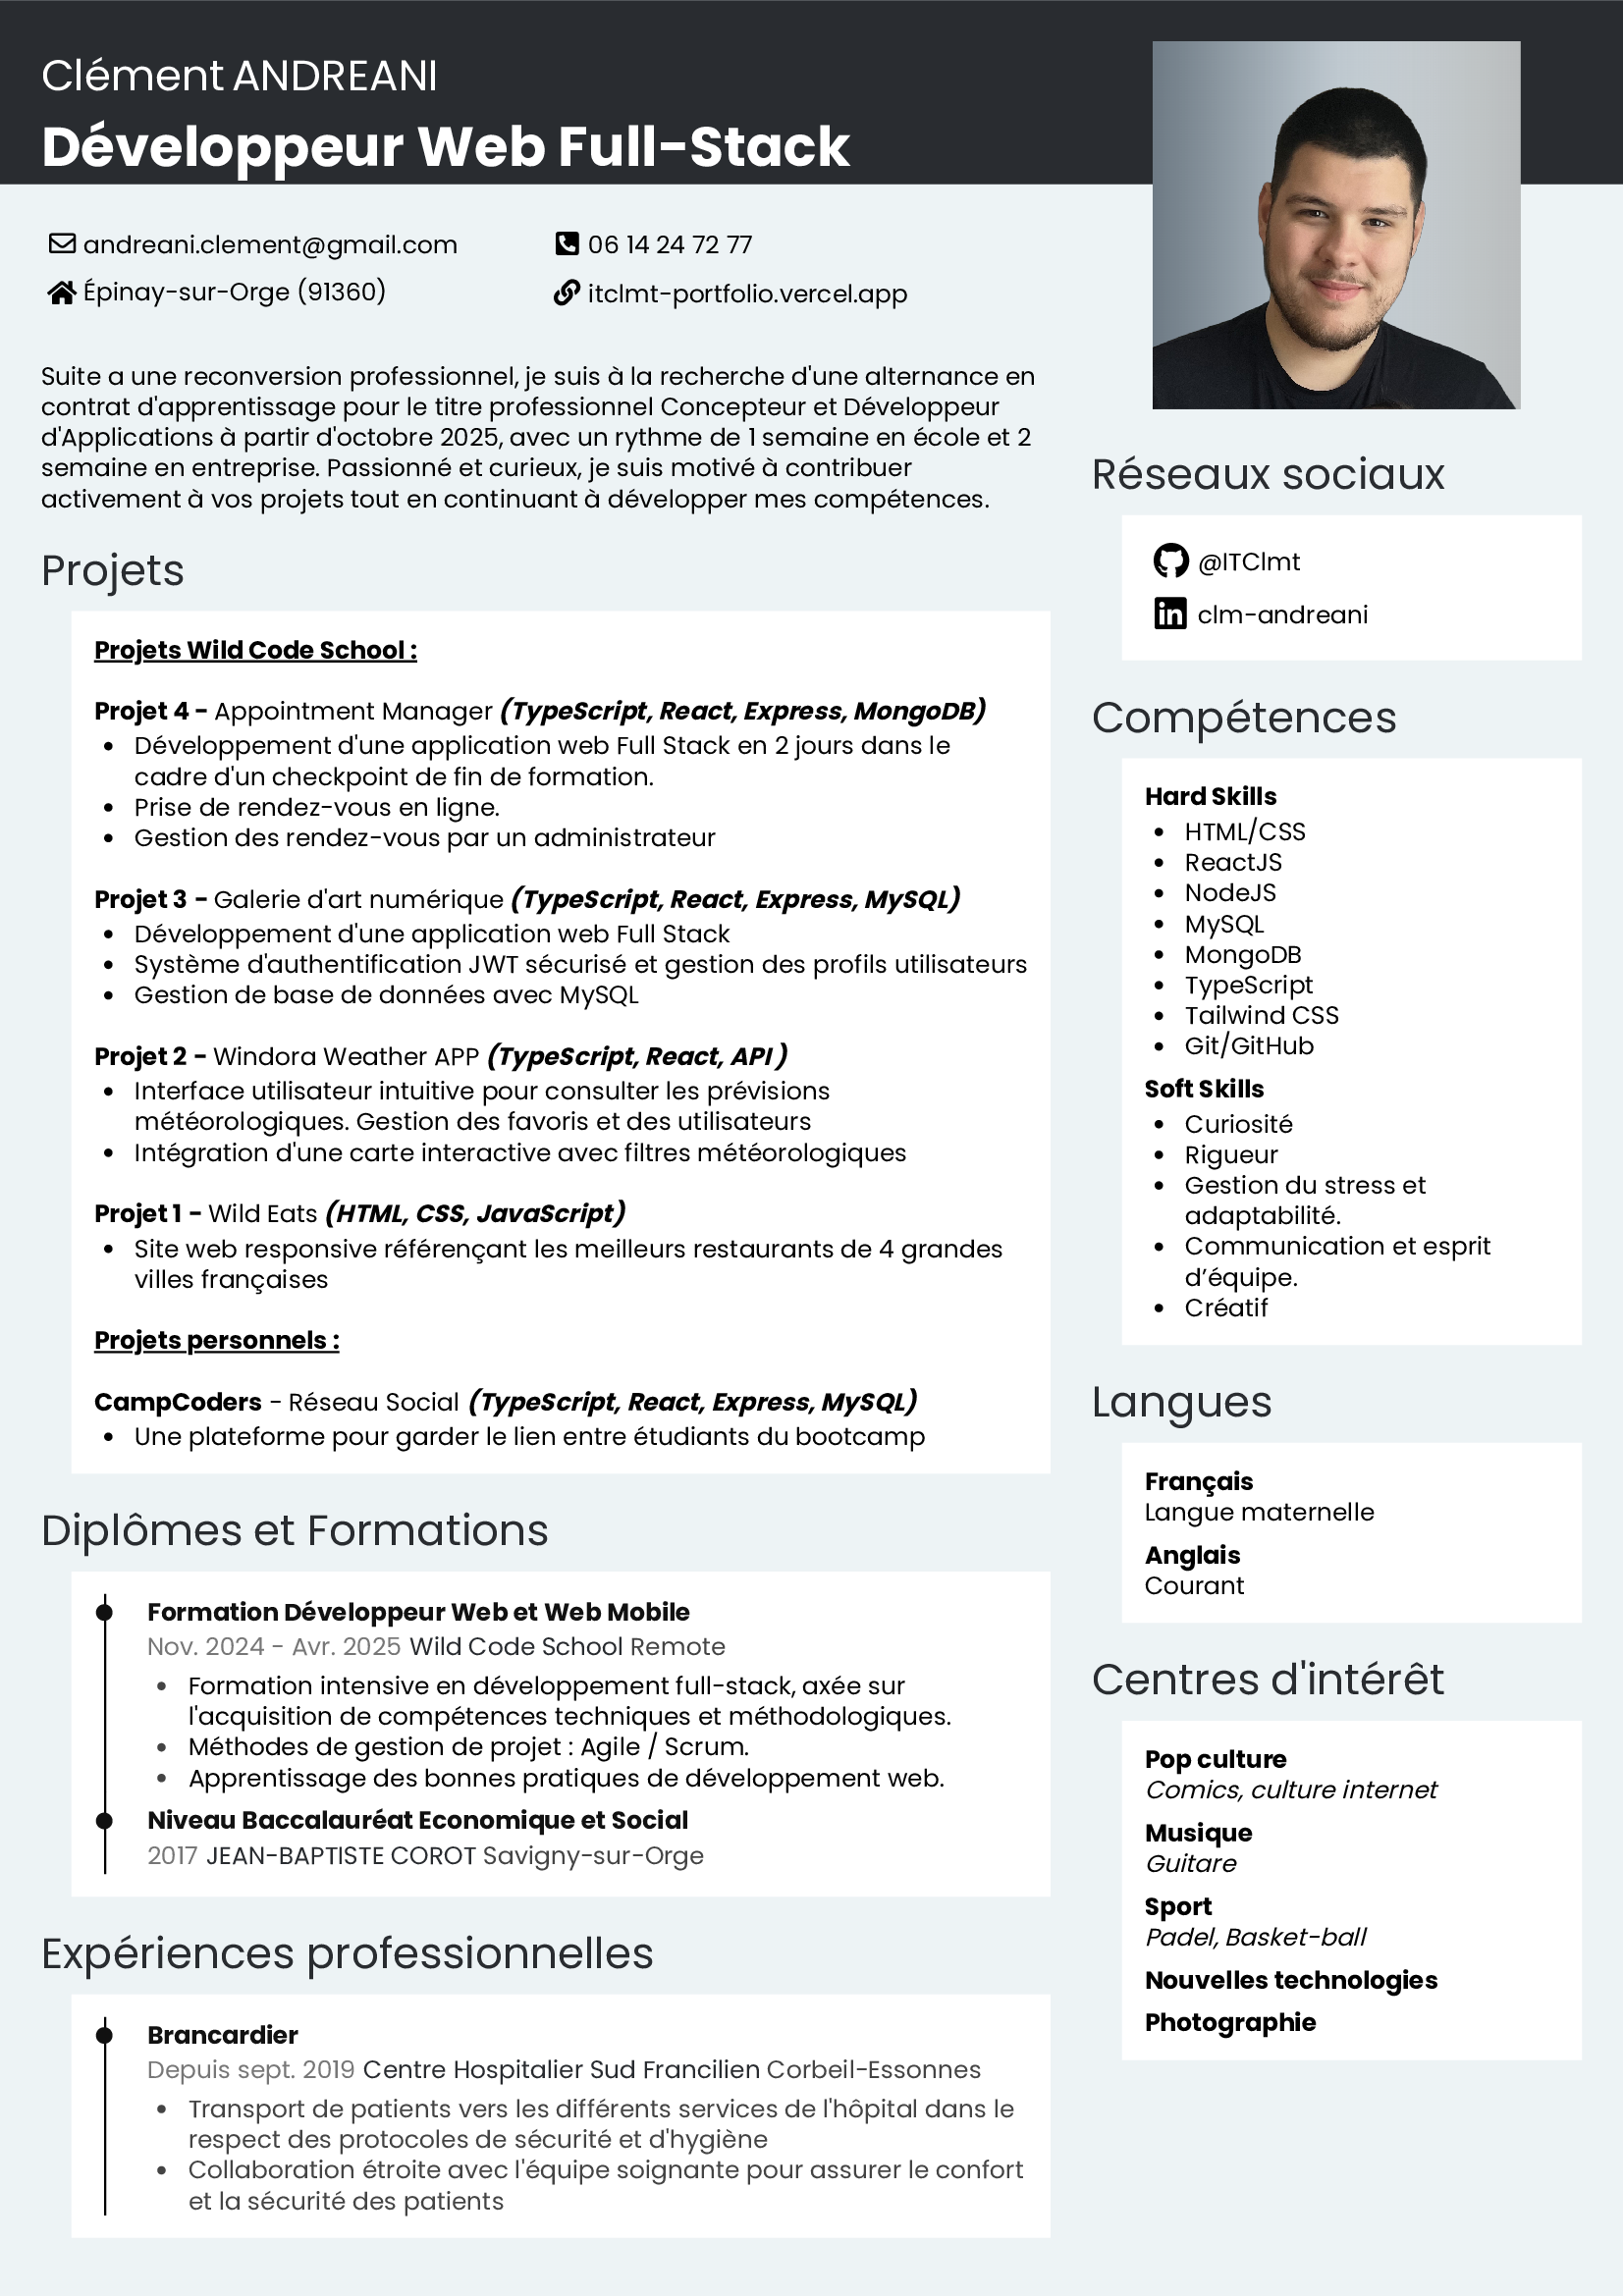 Clément ANDREANI
Développeur Web Full-Stack
andreani.clement@gmail.com
06 14 24 72 77
Épinay-sur-Orge (91360)
itclmt-portfolio.vercel.app
Suite a une reconversion professionnel, je suis à la recherche d'une alternance en
contrat d'apprentissage pour le titre professionnel Concepteur et Développeur
d'Applications à partir d'octobre 2025, avec un rythme de 1 semaine en école et 2
semaine en entreprise. Passionné et curieux, je suis motivé à contribuer
activement à vos projets tout en continuant à développer mes compétences.
Projets
Projets Wild Code School :
Projet 4 - Appointment Manager (TypeScript, React, Express, MongoDB)
• Développement d'une application web Full Stack en 2 jours dans le
cadre d'un checkpoint de fin de formation.
• Prise de rendez-vous en ligne.
• Gestion des rendez-vous par un administrateur
Projet 3 - Galerie d'art numérique (TypeScript, React, Express, MySQL)
• Développement d'une application web Full Stack
• Système d'authentification JWT sécurisé et gestion des profils utilisateurs
• Gestion de base de données avec MySQL
Projet 2 - Windora Weather APP (TypeScript, React, API )
• Interface utilisateur intuitive pour consulter les prévisions
météorologiques. Gestion des favoris et des utilisateurs
• Intégration d'une carte interactive avec filtres météorologiques
Projet 1 - Wild Eats (HTML, CSS, JavaScript)
• Site web responsive référençant les meilleurs restaurants de 4 grandes
villes françaises
Projets personnels :
CampCoders - Réseau Social (TypeScript, React, Express, MySQL)
• Une plateforme pour garder le lien entre étudiants du bootcamp
Diplômes et Formations
Formation Développeur Web et Web Mobile
Nov. 2024 - Avr. 2025 Wild Code School Remote
• Formation intensive en développement full-stack, axée sur
l'acquisition de compétences techniques et méthodologiques.
• Méthodes de gestion de projet : Agile / Scrum.
• Apprentissage des bonnes pratiques de développement web.
Niveau Baccalauréat Economique et Social
2017 JEAN-BAPTISTE COROT Savigny-sur-Orge
Expériences professionnelles
Brancardier
Depuis sept. 2019 Centre Hospitalier Sud Francilien Corbeil-Essonnes
• Transport de patients vers les différents services de l'hôpital dans le
respect des protocoles de sécurité et d'hygiène
• Collaboration étroite avec l'équipe soignante pour assurer le confort
et la sécurité des patients
Réseaux sociaux
@ITClmt
clm-andreani
Compétences
Hard Skills
• HTML/CSS
• ReactJS
• NodeJS
• MySQL
• MongoDB
• TypeScript
• Tailwind CSS
• Git/GitHub
Soft Skills
• Curiosité
• Rigueur
• Gestion du stress et
adaptabilité.
• Communication et esprit
d’équipe.
• Créatif
Langues
Français
Langue maternelle
Anglais
Courant
Centres d'intérêt
Pop culture
Comics, culture internet
Musique
Guitare
Sport
Padel, Basket-ball
Nouvelles technologies
Photographie